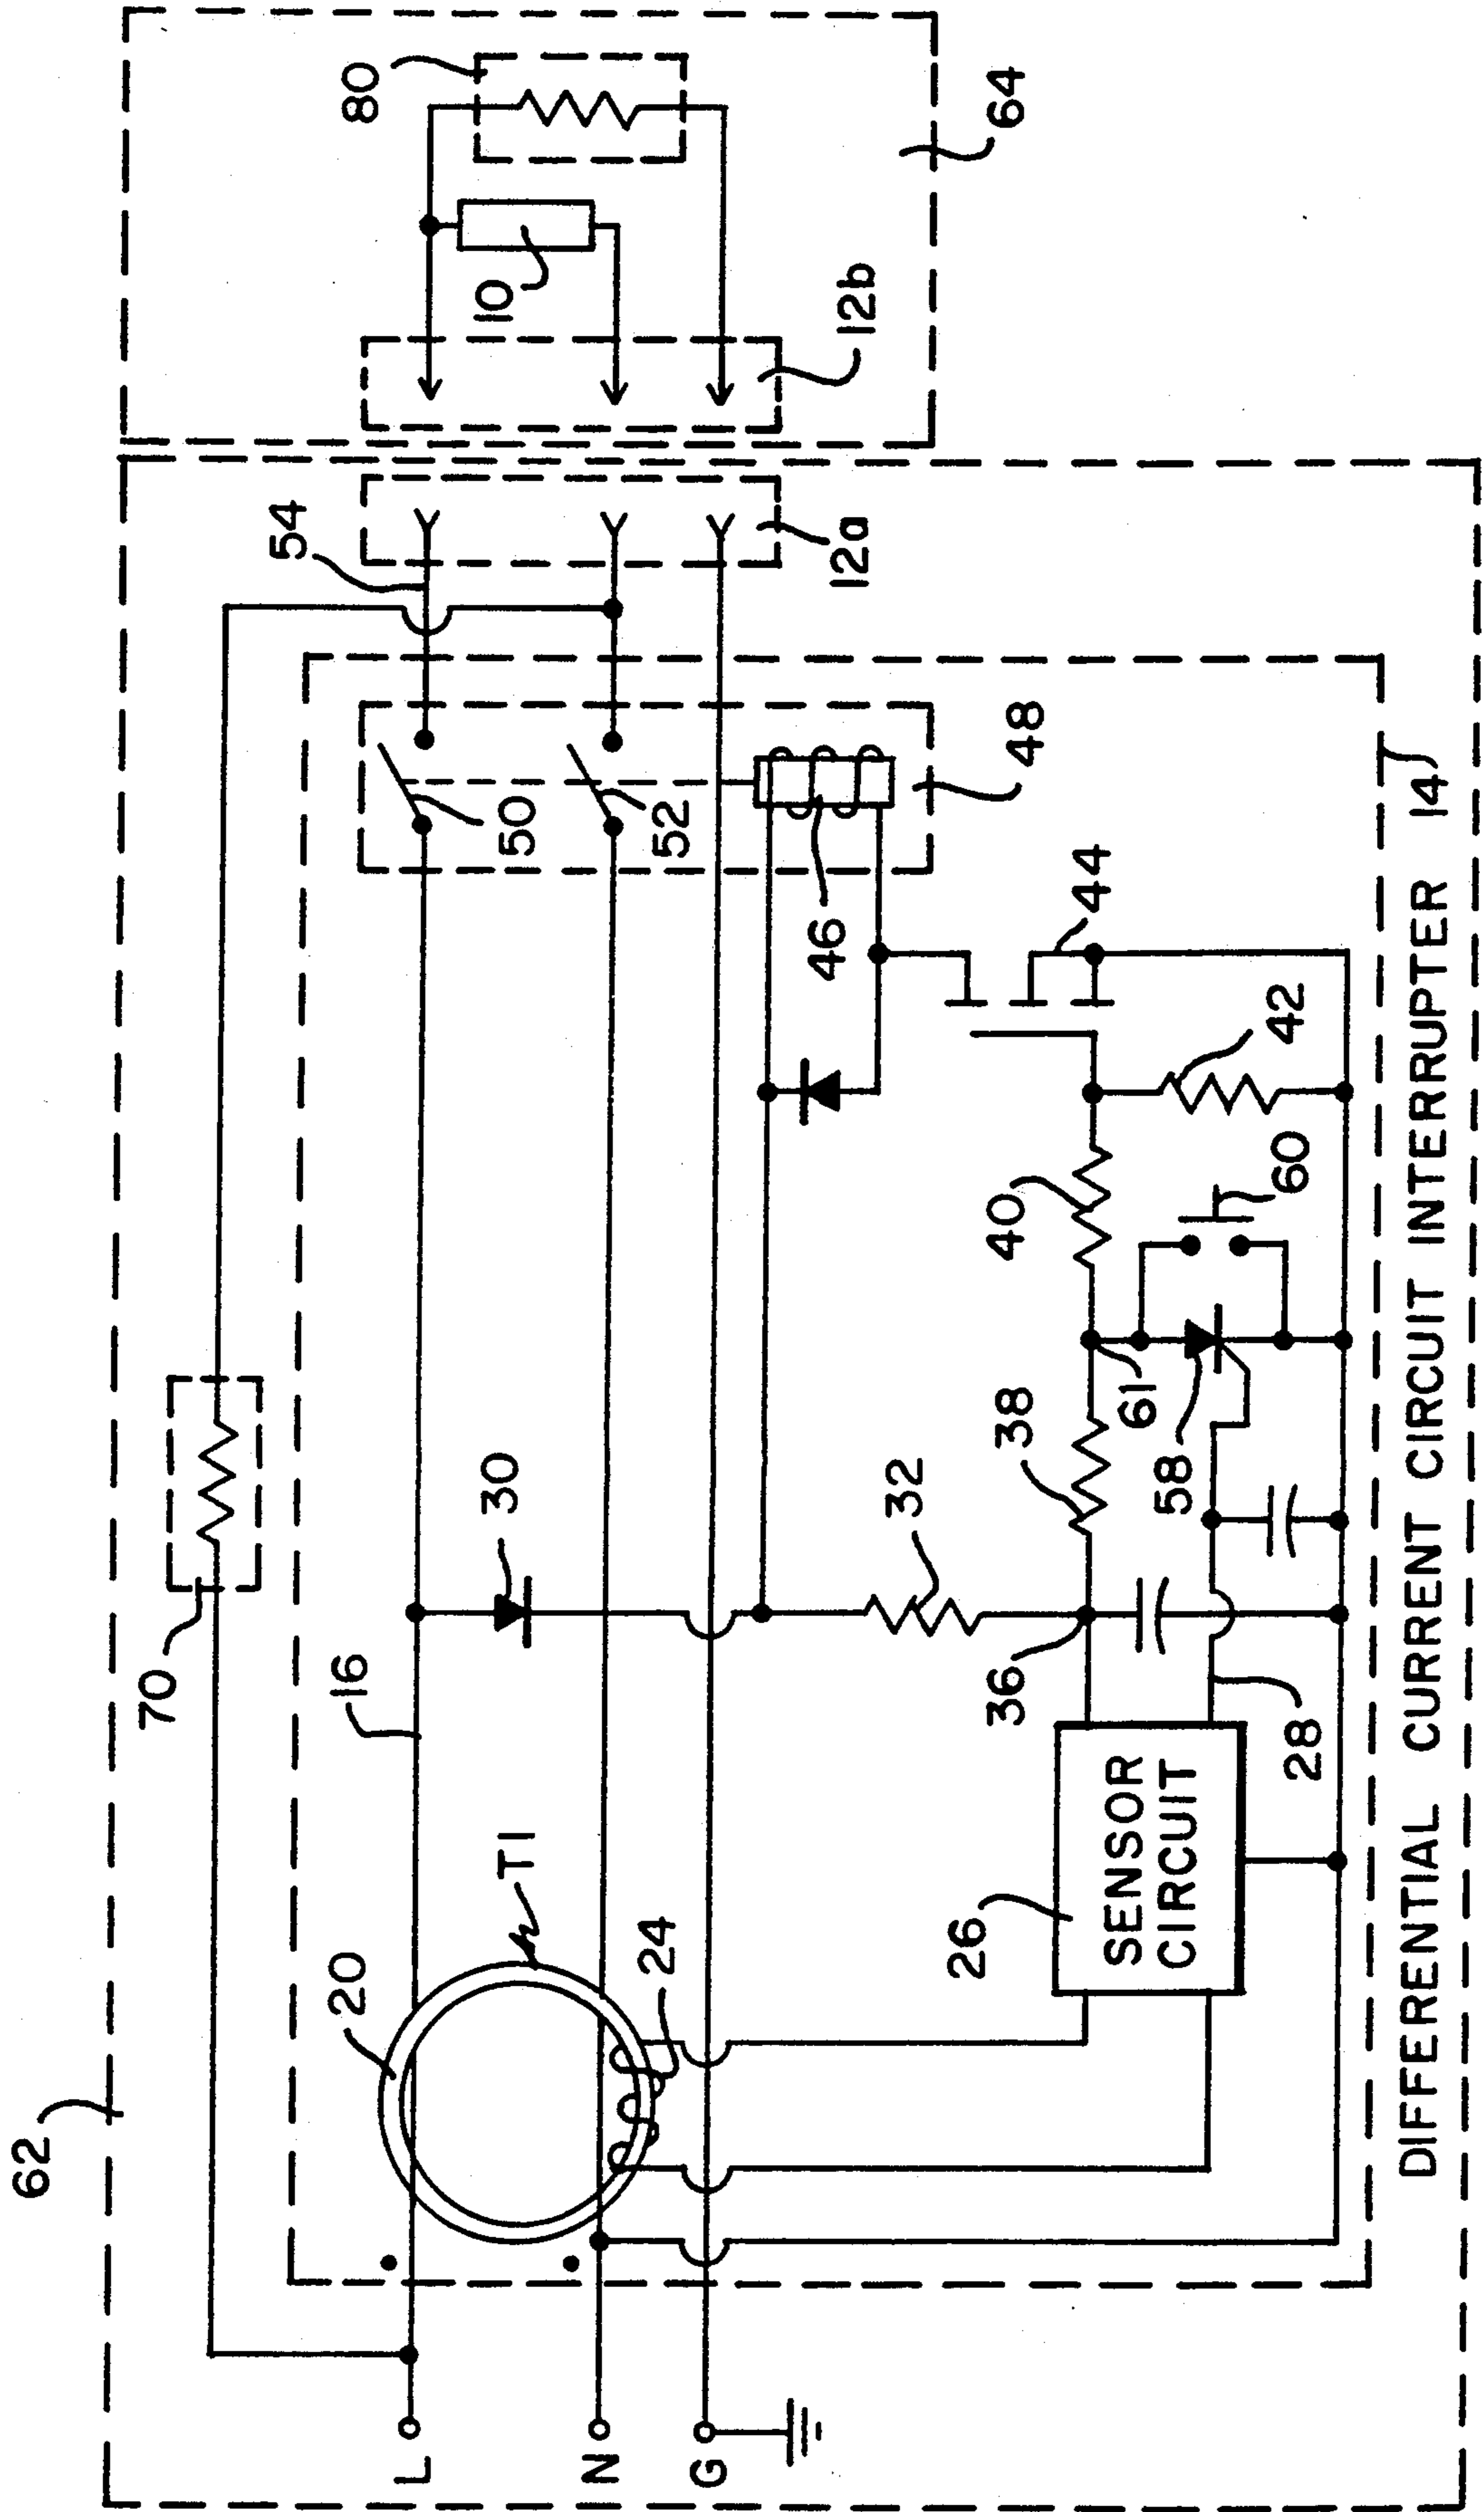 62
70
54
80
64
10
12b
12a
L
N
G
20
T1
16
30
24
50
52
48
46
44
42
40
60
61
38
58
32
36
28
26
SENSOR
CIRCUIT
DIFFERENTIAL CURRENT CIRCUIT INTERRUPTER 14